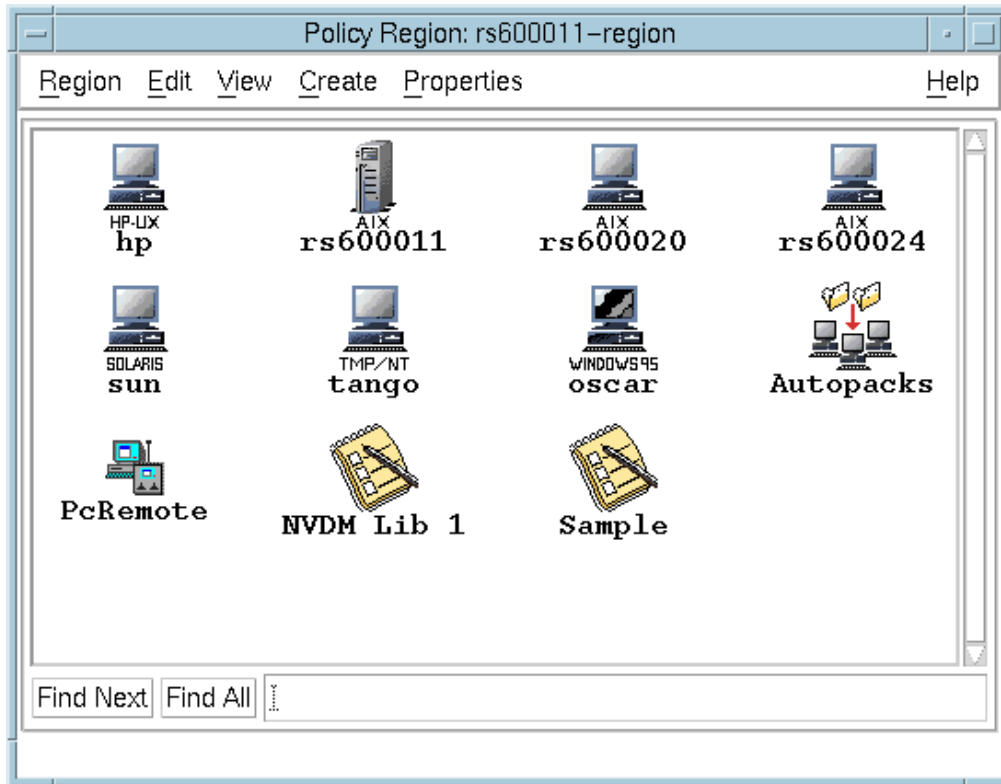 Policy Region: rs600011-region
Region Edit View Create Properties Help
HP-UX AIX AIX AIX
hp rs600011 rs600020 rs600024
SOLARIS TMP/NT WINDOWS95
sun tango oscar Autopacks
PcRemote NVDM Lib 1 Sample
Find Next Find All